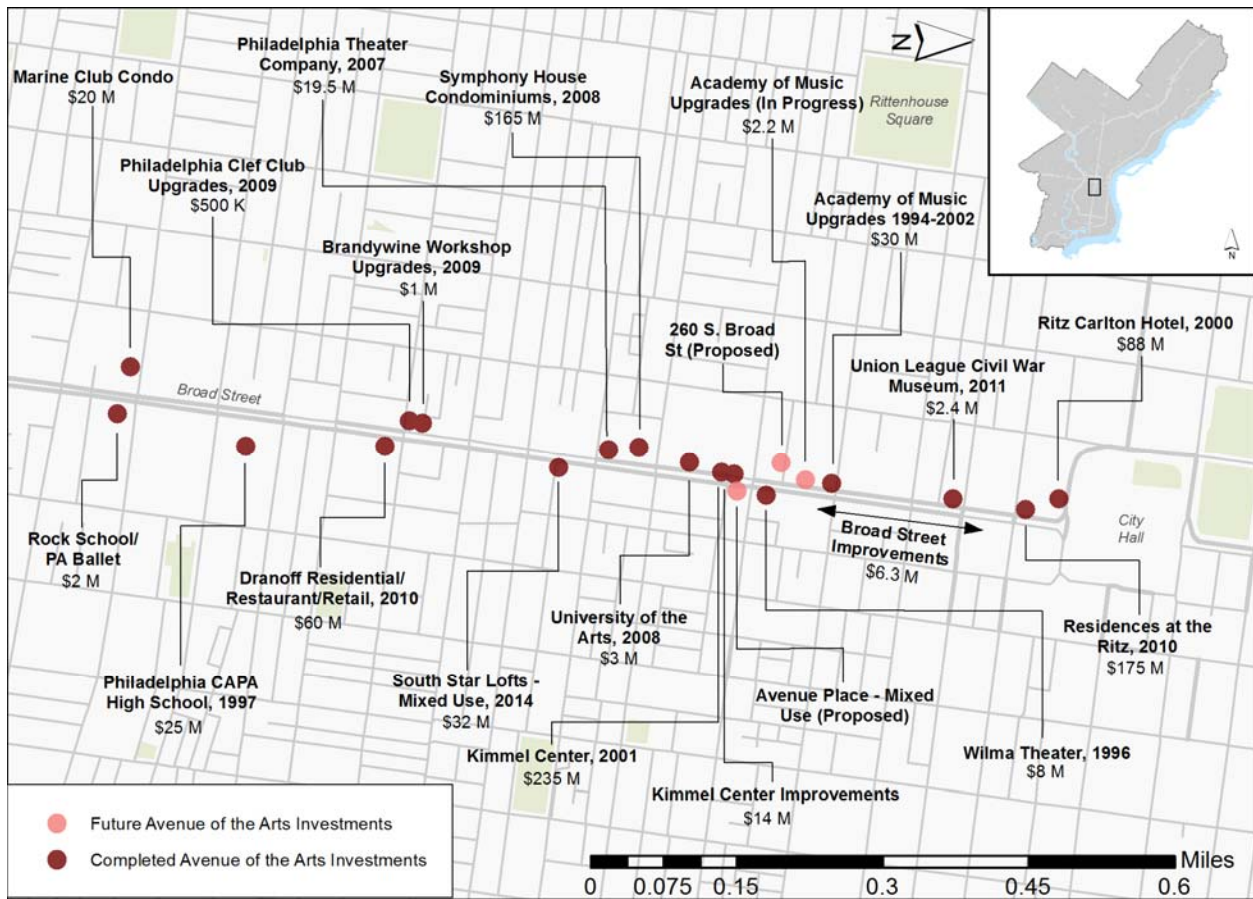 Marine Club Condo
$20 M
Philadelphia Theater
Company, 2007
$19.5 M
Symphony House
Condominiums, 2008
$165 M
Academy of Music
Upgrades (In Progress)
$2.2 M
N
Rittenhouse
Square
N
Philadelphia Clef Club
Upgrades, 2009
$500 K
Brandywine Workshop
Upgrades, 2009
$1 M
Academy of Music
Upgrades 1994-2002
$30 M
260 S. Broad
St (Proposed)
Union League Civil War
Museum, 2011
$2.4 M
Ritz Carlton Hotel, 2000
$88 M
Broad Street
City
Hall
Broad Street
Improvements
$6.3 M
Rock School/
PA Ballet
$2 M
Philadelphia CAPA
High School, 1997
$25 M
Dranoff Residential/
Restaurant/Retail, 2010
$60 M
South Star Lofts -
Mixed Use, 2014
$32 M
University of the
Arts, 2008
$3 M
Kimmel Center, 2001
$235 M
Kimmel Center Improvements
$14 M
Avenue Place - Mixed
Use (Proposed)
Wilma Theater, 1996
$8 M
Residences at the
Ritz, 2010
$175 M
Future Avenue of the Arts Investments
Completed Avenue of the Arts Investments
Miles
0 0.075 0.15 0.3 0.45 0.6